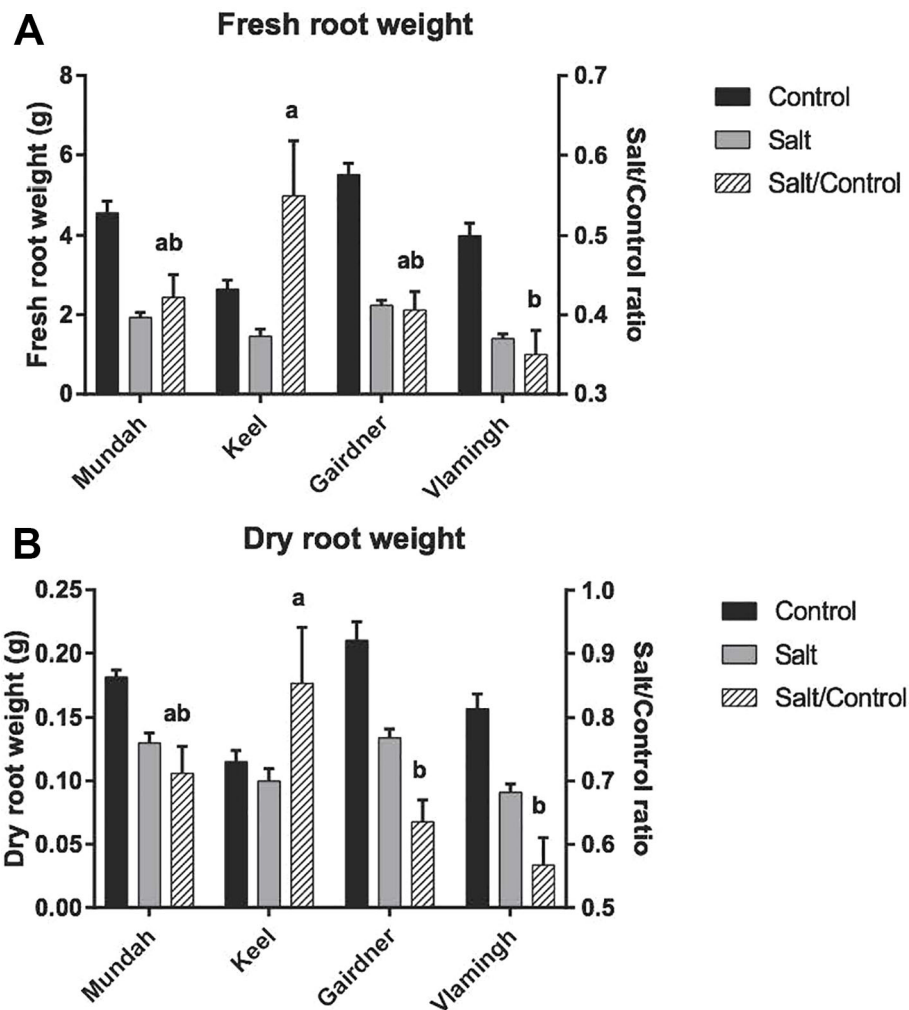 A
Fresh root weight
Fresh root weight (g)
8
6
4
2
0
a
ab
ab
b
0.7
0.6
0.5
0.4
0.3
Salt/Control ratio
Control
Salt
Salt/Control
Mundah
Keel
Gairdner
Vlamingh
B
Dry root weight
Dry root weight (g)
0.25
0.20
0.15
0.10
0.05
0.00
a
ab
b
b
1.0
0.9
0.8
0.7
0.6
0.5
Salt/Control ratio
Control
Salt
Salt/Control
Mundah
Keel
Gairdner
Vlamingh